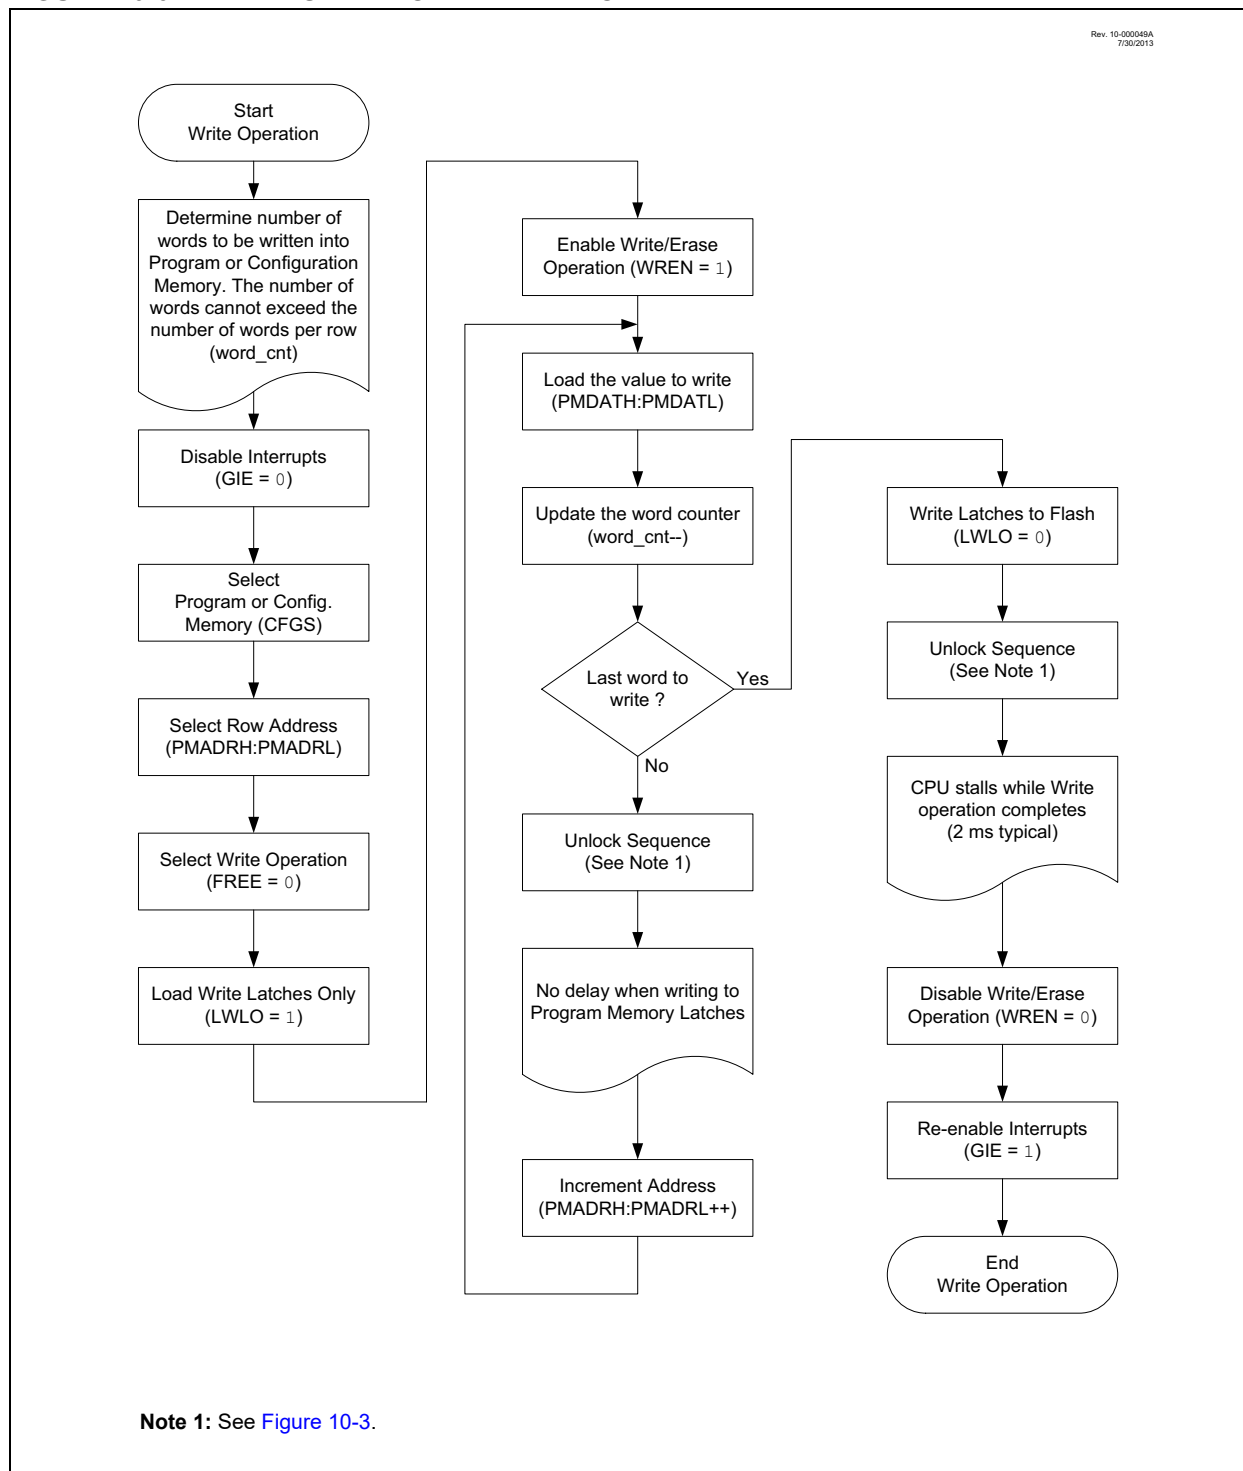 Rev. 10-000049A
7/30/2013
Start
Write Operation
Determine number of
words to be written into
Program or Configuration
Memory. The number of
words cannot exceed the
number of words per row
(word_cnt)
Disable Interrupts
(GIE = 0)
Select
Program or Config.
Memory (CFGS)
Select Row Address
(PMADRH:PMADRL)
Select Write Operation
(FREE = 0)
Load Write Latches Only
(LWLO = 1)
Enable Write/Erase
Operation (WREN = 1)
Load the value to write
(PMDATH:PMDATL)
Update the word counter
(word_cnt--)
Last word to
write ?
Yes
No
Unlock Sequence
(See Note 1)
No delay when writing to
Program Memory Latches
Increment Address
(PMADRH:PMADRL++)
Write Latches to Flash
(LWLO = 0)
Unlock Sequence
(See Note 1)
CPU stalls while Write
operation completes
(2 ms typical)
Disable Write/Erase
Operation (WREN = 0)
Re-enable Interrupts
(GIE = 1)
End
Write Operation
Note 1: See Figure 10-3.